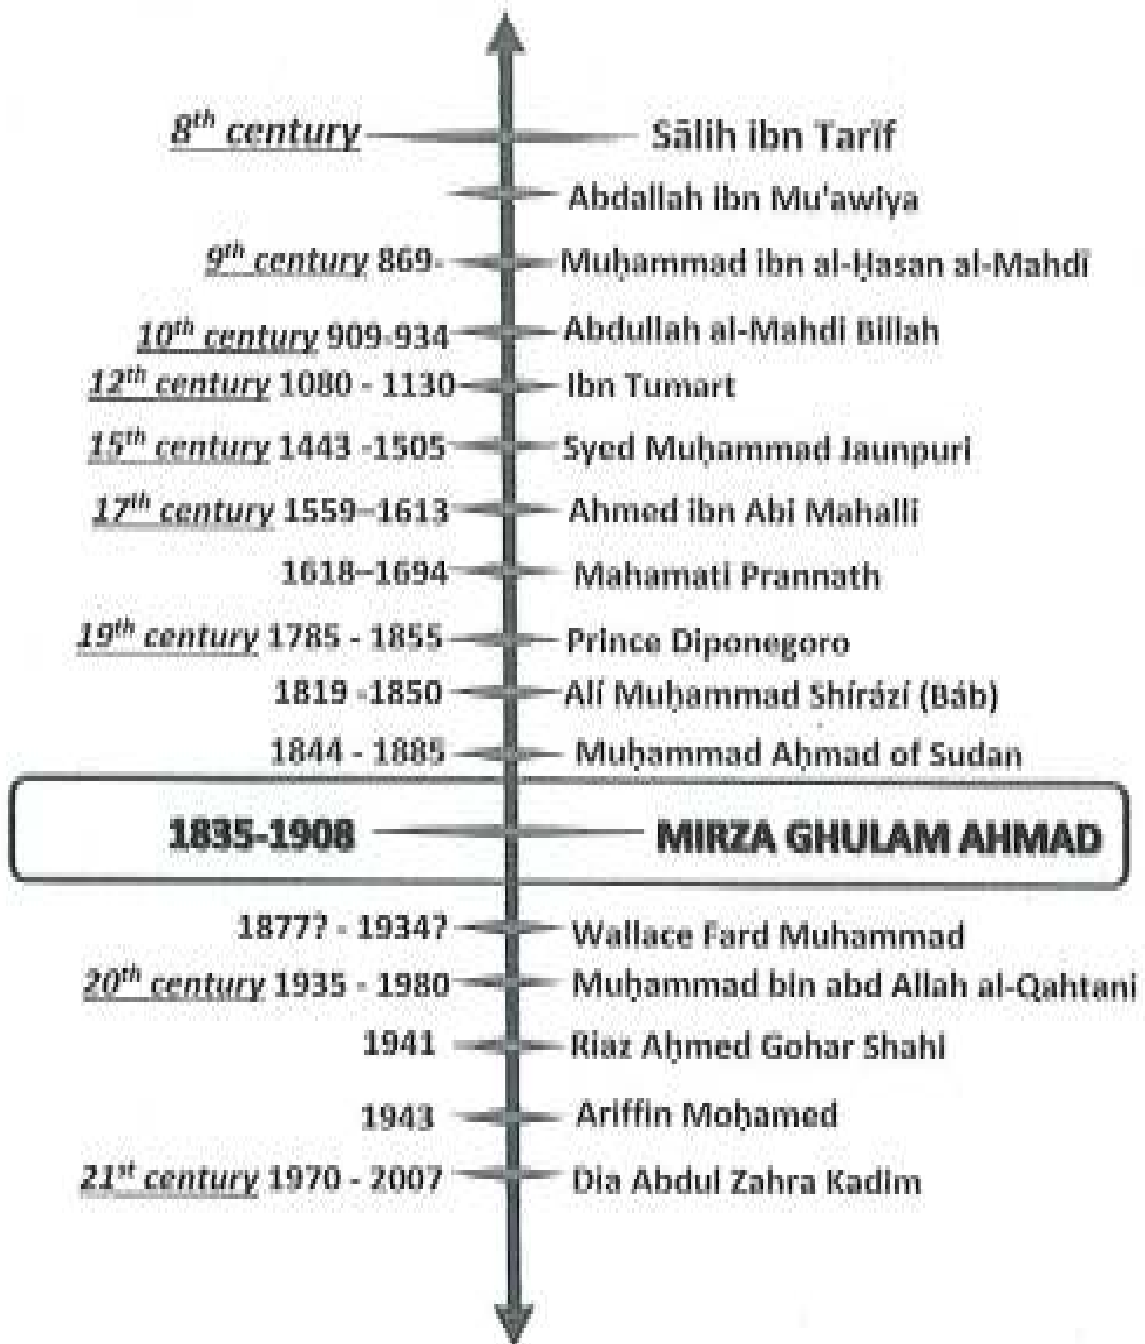 8th century Sālih ibn Tarīf
Abdallah ibn Mu'awiya
9th century 869- Muḥammad ibn al-Ḥasan al-Mahdī
10th century 909-934 Abdullah al-Mahdi Billah
12th century 1080 - 1130 Ibn Tumart
15th century 1443 -1505 Syed Muḥammad Jaunpuri
17th century 1559–1613 Ahmed ibn Abi Mahalli
1618–1694 Mahamati Prannath
19th century 1785 - 1855 Prince Diponegoro
1819 -1850 Alí Muḥammad Shírází (Báb)
1844 - 1885 Muḥammad Aḥmad of Sudan
1835-1908 MIRZA GHULAM AHMAD
1877? - 1934? Wallace Fard Muhammad
20th century 1935 - 1980 Muḥammad bin abd Allah al-Qahtani
1941 Riaz Aḥmed Gohar Shahi
1943 Ariffin Moḥamed
21st century 1970 - 2007 Dia Abdul Zahra Kadim